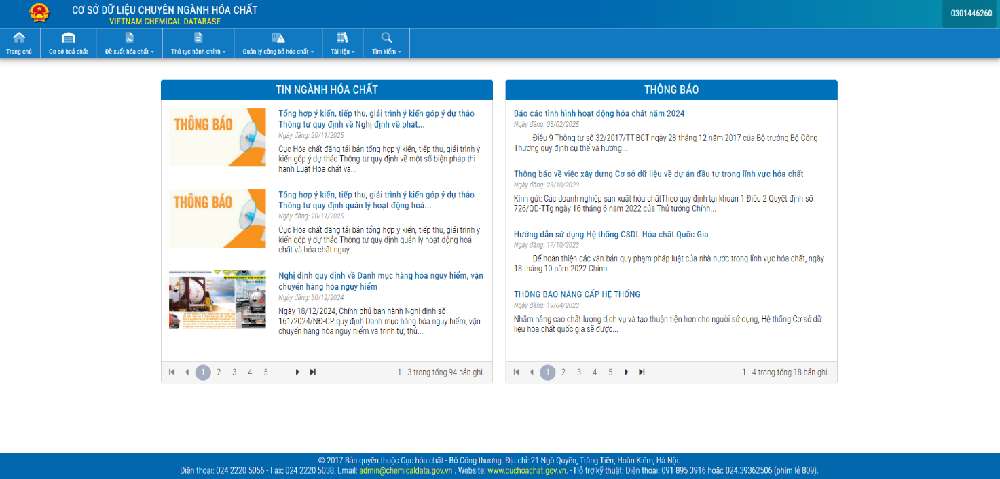 CƠ SỞ DỮ LIỆU CHUYÊN NGÀNH HÓA CHẤT
VIETNAM CHEMICAL DATABASE
0301446260
Trang chủ
Cơ sở hoá chất
Đề xuất hóa chất
Thủ tục hành chính
Quản lý công bố hóa chất
Tài liệu
Tìm kiếm
TIN NGÀNH HÓA CHẤT
THÔNG BÁO
Tổng hợp ý kiến, tiếp thu, giải trình ý kiến góp ý dự thảo
Thông tư quy định về Nghị định về phát...
Ngày đăng: 20/11/2025
Cục Hóa chất đăng tải bản tổng hợp ý kiến, tiếp thu, giải trình ý
kiến góp ý dự thảo Thông tư quy định về một số biện pháp thi
hành Luật Hóa chất và...
THÔNG BÁO
Tổng hợp ý kiến, tiếp thu, giải trình ý kiến góp ý dự thảo
Thông tư quy định quản lý hoạt động hoá...
Ngày đăng: 20/11/2025
Cục Hóa chất đăng tải bản tổng hợp ý kiến, tiếp thu, giải trình ý
kiến góp ý dự thảo Thông tư quy định quản lý hoạt động hoá
chất và hóa chất nguy...
Nghị định quy định về Danh mục hàng hóa nguy hiểm, vận
chuyển hàng hóa nguy hiểm
Ngày đăng: 30/12/2024
Ngày 18/12/2024, Chính phủ ban hành Nghị định số
161/2024/NĐ-CP quy định Danh mục hàng hóa nguy hiểm, vận
chuyển hàng hóa nguy hiểm và trình tự, thủ...
1 2 3 4 5 ...
1 - 3 trong tổng 94 bản ghi.
THÔNG BÁO
Báo cáo tình hình hoạt động hóa chất năm 2024
Ngày đăng: 05/02/2025
Điều 9 Thông tư số 32/2017/TT-BCT ngày 28 tháng 12 năm 2017 của Bộ trưởng Bộ Công
Thương quy định cụ thể và hướng...
Thông báo về việc xây dựng Cơ sở dữ liệu về dự án đầu tư trong lĩnh vực hóa chất
Ngày đăng: 23/10/2023
Kính gửi: Các doanh nghiệp sản xuất hóa chấtTheo quy định tại khoản 1 Điều 2 Quyết định số
726/QĐ-TTg ngày 16 tháng 6 năm 2022 của Thủ tướng Chính...
Hướng dẫn sử dụng Hệ thống CSDL Hóa chất Quốc Gia
Ngày đăng: 17/10/2023
Để hoàn thiện các văn bản quy phạm pháp luật của nhà nước trong lĩnh vực hóa chất, ngày
18 tháng 10 năm 2022 Chính...
THÔNG BÁO NÂNG CẤP HỆ THỐNG
Ngày đăng: 19/04/2023
Nhằm nâng cao chất lượng dịch vụ và tạo thuận tiện hơn cho người sử dụng, Hệ thống Cơ sở dữ
liệu hóa chất quốc gia sẽ được...
1 2 3 4 5
1 - 4 trong tổng 18 bản ghi.
© 2017 Bản quyền thuộc Cục hóa chất - Bộ Công thương. Địa chỉ: 21 Ngô Quyền, Tràng Tiền, Hoàn Kiếm, Hà Nội.
Điện thoại: 024 2220 5056 - Fax: 024 2220 5038. Email: admin@chemicaldata.gov.vn . Website: www.cuchoachat.gov.vn. - Hỗ trợ kỹ thuật: Điện thoại: 091 895 3916 hoặc 024.39362506 (phím lẻ 809).